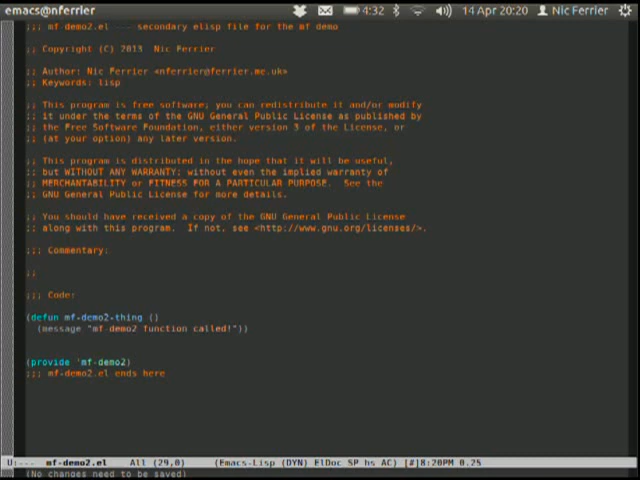 emacs@nferrier 4:32 14 Apr 20:20 Nic Ferrier
;;; mf-demo2.el --- secondary elisp file for the mf demo
;; Copyright (C) 2013  Nic Ferrier
;; Author: Nic Ferrier <nferrier@ferrier.me.uk>
;; Keywords: lisp
;; This program is free software; you can redistribute it and/or modify
;; it under the terms of the GNU General Public License as published by
;; the Free Software Foundation, either version 3 of the License, or
;; (at your option) any later version.
;; This program is distributed in the hope that it will be useful,
;; but WITHOUT ANY WARRANTY; without even the implied warranty of
;; MERCHANTABILITY or FITNESS FOR A PARTICULAR PURPOSE.  See the
;; GNU General Public License for more details.
;; You should have received a copy of the GNU General Public License
;; along with this program.  If not, see <http://www.gnu.org/licenses/>.
;;; Commentary:
;;
;;; Code:
(defun mf-demo2-thing ()
  (message "mf-demo2 function called!"))
(provide 'mf-demo2)
;;; mf-demo2.el ends here
U:--- mf-demo2.el All (29,0) (Emacs-Lisp (DYN) ElDoc SP hs AC) [#]8:20PM 0.25
(No changes need to be saved)